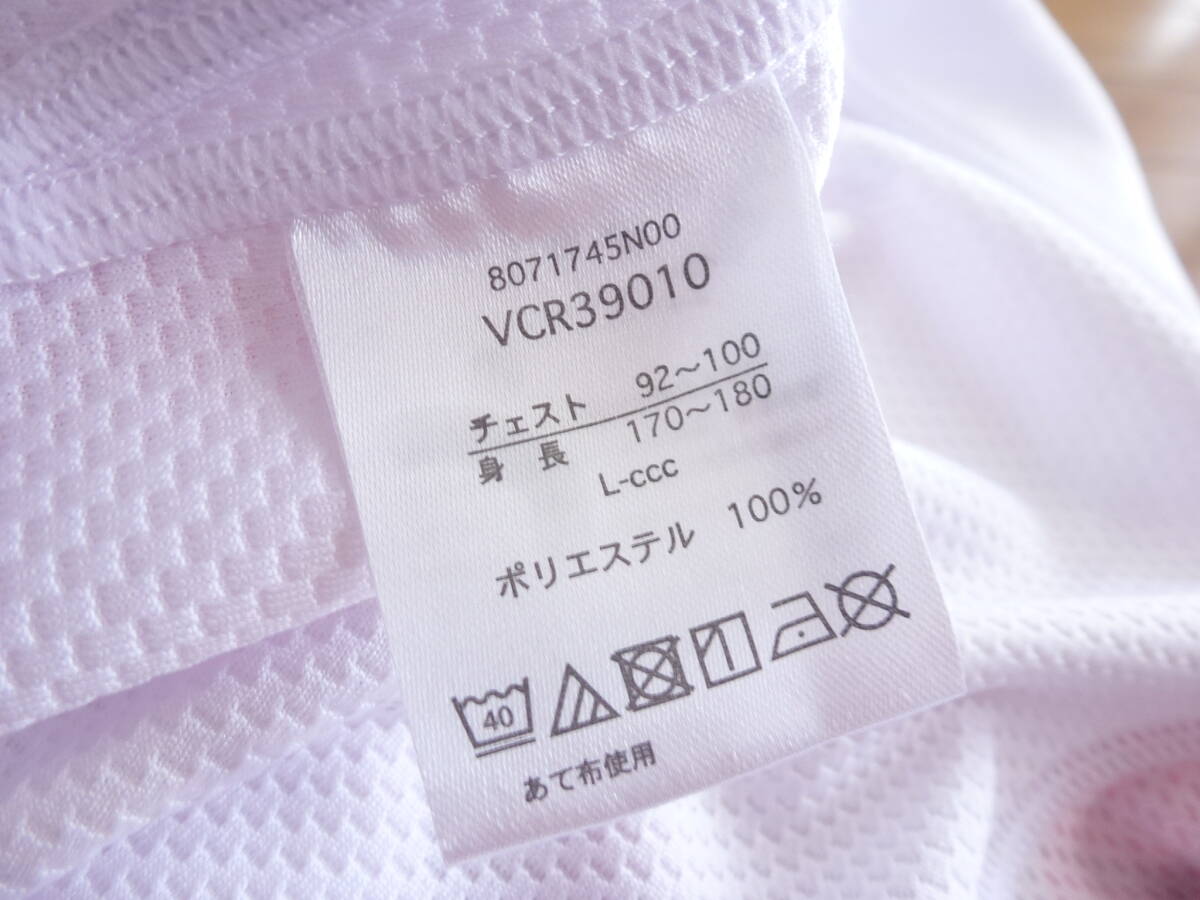 8071745N00
VCR39010
チェスト 92～100
身 長 170～180
L-ccc
ポリエステル 100%
40
あて布使用